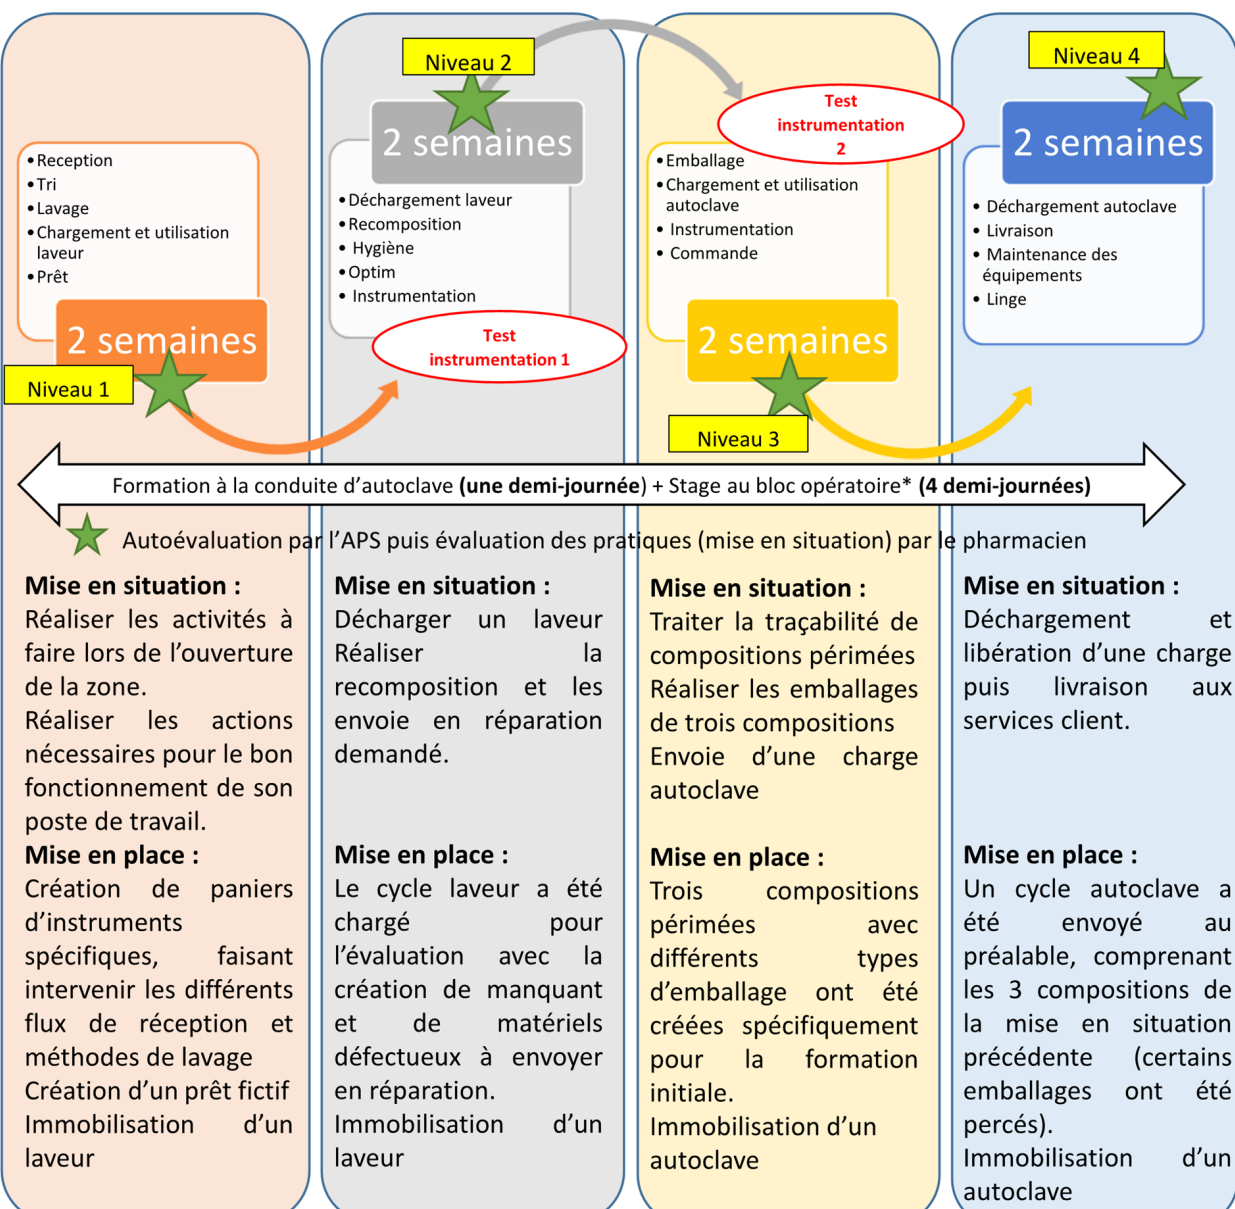 Niveau 1
• Reception
• Tri
• Lavage
• Chargement et utilisation
laveur
• Prêt
2 semaines
Niveau 2
2 semaines
• Déchargement laveur
• Recomposition
• Hygiène
• Optim
• Instrumentation
Test
instrumentation 1
Test
instrumentation
2
• Emballage
• Chargement et utilisation
autoclave
• Instrumentation
• Commande
2 semaines
Niveau 3
Niveau 4
2 semaines
• Déchargement autoclave
• Livraison
• Maintenance des
équipements
• Linge
Formation à la conduite d’autoclave (une demi-journée) + Stage au bloc opératoire* (4 demi-journées)
Autoévaluation par l’APS puis évaluation des pratiques (mise en situation) par le pharmacien
Mise en situation :
Réaliser les activités à
faire lors de l’ouverture
de la zone.
Réaliser les actions
nécessaires pour le bon
fonctionnement de son
poste de travail.
Mise en place :
Création de paniers
d’instruments
spécifiques, faisant
intervenir les différents
flux de réception et
méthodes de lavage
Création d’un prêt fictif
Immobilisation d’un
laveur
Mise en situation :
Décharger un laveur
Réaliser la
recomposition et les
envoie en réparation
demandé.
Mise en place :
Le cycle laveur a été
chargé pour
l’évaluation avec la
création de manquant
et de matériels
défectueux à envoyer
en réparation.
Immobilisation d’un
laveur
Mise en situation :
Traiter la traçabilité de
compositions périmées
Réaliser les emballages
de trois compositions
Envoie d’une charge
autoclave
Mise en place :
Trois compositions
périmées avec
différents types
d’emballage ont été
créées spécifiquement
pour la formation
initiale.
Immobilisation d’un
autoclave
Mise en situation :
Déchargement et
libération d’une charge
puis livraison aux
services client.
Mise en place :
Un cycle autoclave a
été envoyé au
préalable, comprenant
les 3 compositions de
la mise en situation
précédente (certains
emballages ont été
percés).
Immobilisation d’un
autoclave